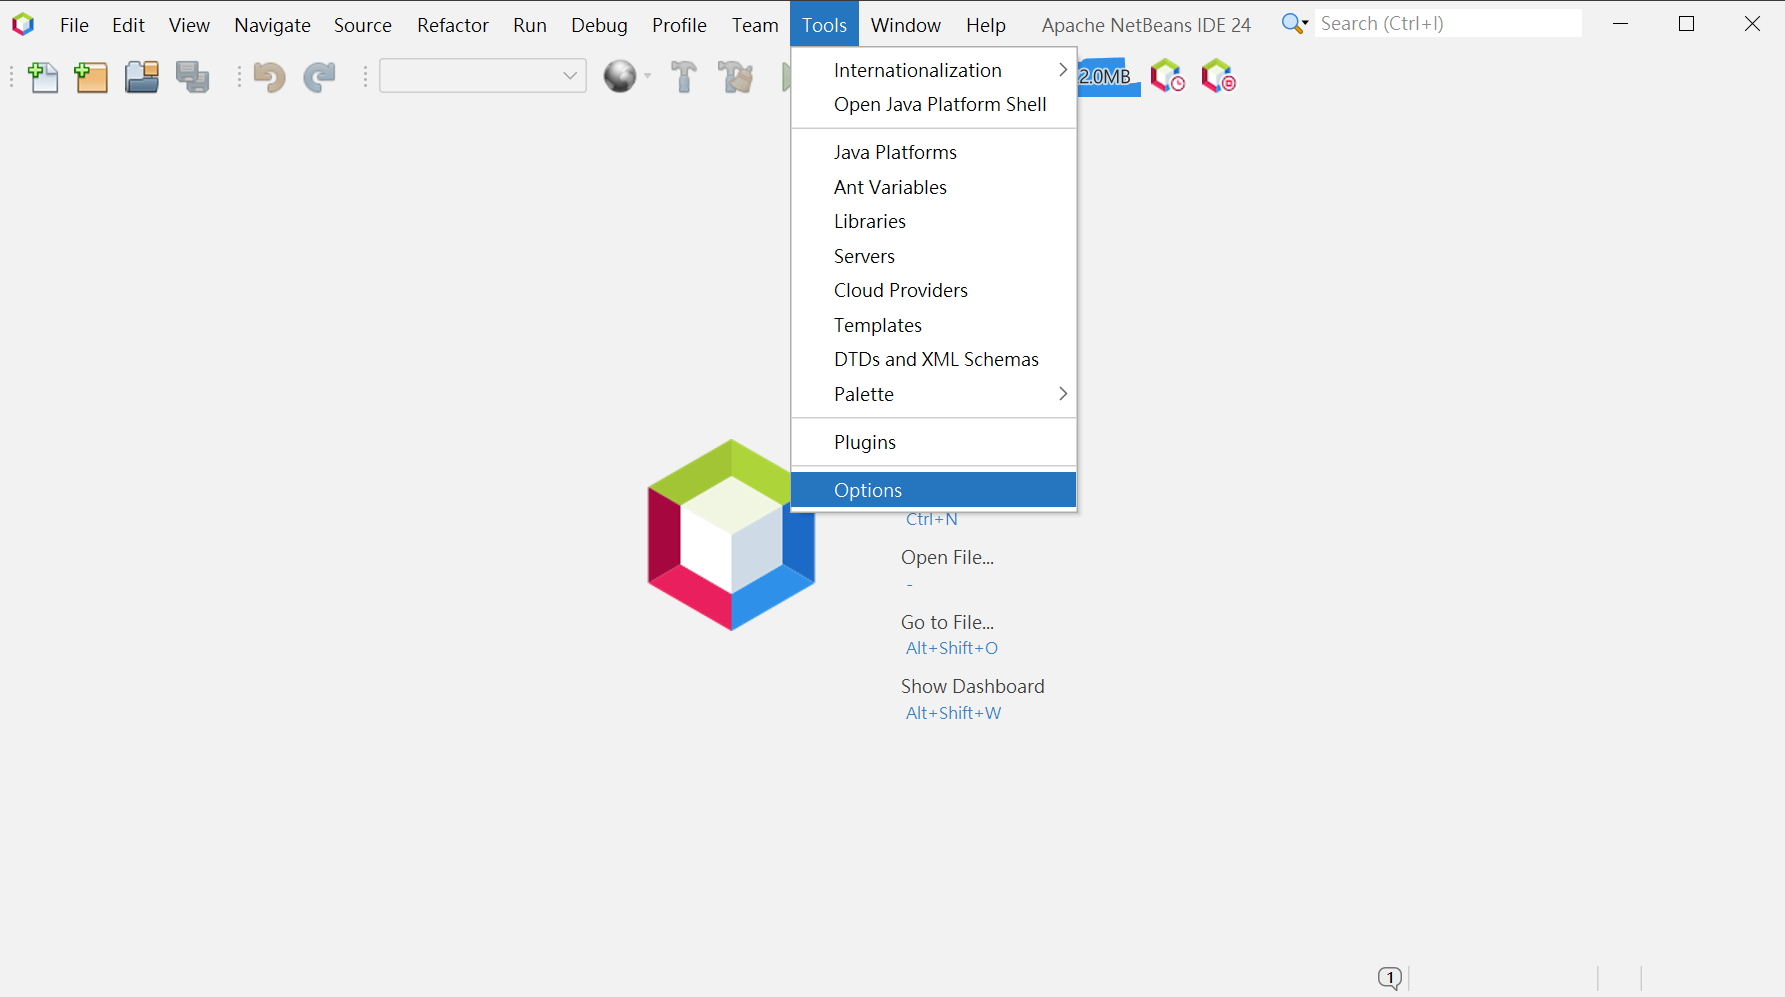 File Edit View Navigate Source Refactor Run Debug Profile Team Tools Window Help Apache NetBeans IDE 24 Search (Ctrl+I)
2.0MB
Internationalization
Open Java Platform Shell
Java Platforms
Ant Variables
Libraries
Servers
Cloud Providers
Templates
DTDs and XML Schemas
Palette
Plugins
Options
Ctrl+N
Open File...
-
Go to File...
Alt+Shift+O
Show Dashboard
Alt+Shift+W
1